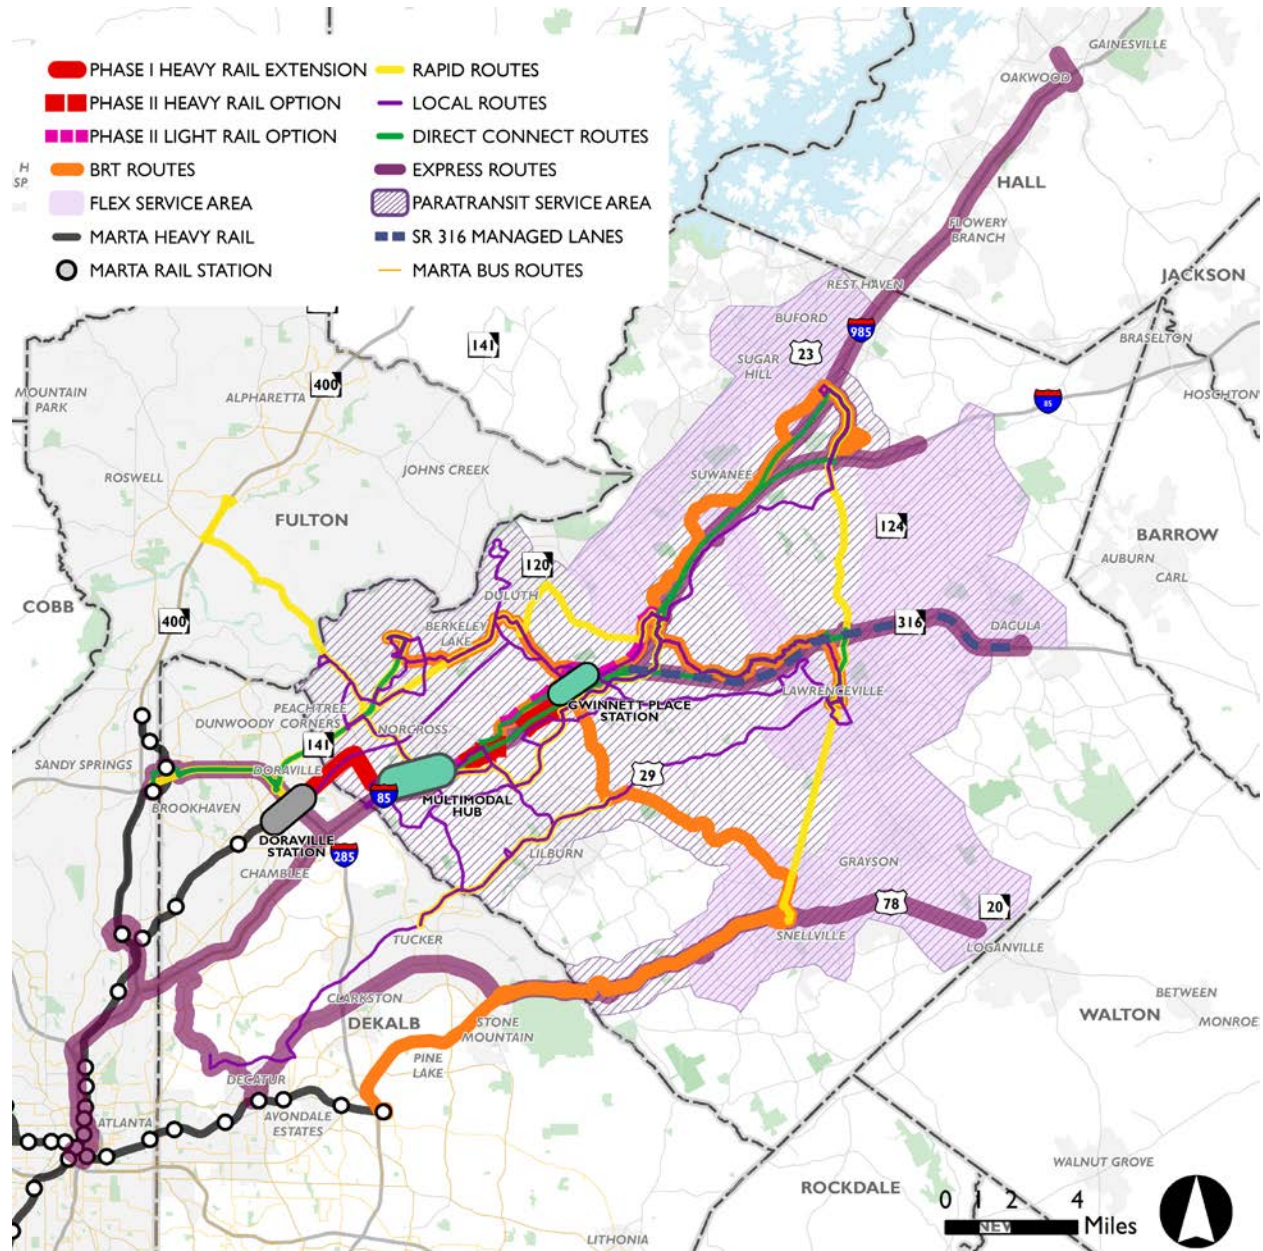 PHASE I HEAVY RAIL EXTENSION
PHASE II HEAVY RAIL OPTION
PHASE II LIGHT RAIL OPTION
BRT ROUTES
FLEX SERVICE AREA
MARTA HEAVY RAIL
MARTA RAIL STATION
RAPID ROUTES
LOCAL ROUTES
DIRECT CONNECT ROUTES
EXPRESS ROUTES
PARATRANSIT SERVICE AREA
SR 316 MANAGED LANES
MARTA BUS ROUTES
H
SP.
GAINESVILLE
OAKWOOD
HALL
FLOWERY
BRANCH
JACKSON
REST HAVEN
BUFORD
985
BRASELTON
141
23
SUGAR
HILL
400
MOUNTAIN
PARK
ALPHARETTA
85
HOSCHTON
ROSWELL
JOHNS CREEK
SUWANEE
FULTON
124
BARROW
AUBURN
CARL
120
DULUTH
COBB
400
BERKELEY
LAKE
316
DACULA
LAWRENCEVILLE
GWINNETT PLACE
STATION
PEACHTREE
CORNERS
DUNWOODY
NORCROSS
141
SANDY SPRINGS
DORAVILLE
29
85
MULTIMODAL
HUB
BROOKHAVEN
DORAVILLE
STATION
285
LILBURN
CHAMBLEE
GRAYSON
78
20
TUCKER
SNELLVILLE
LOGANVILLE
CLARKSTON
DEKALB
STONE
MOUNTAIN
BETWEEN
WALTON
MONROE
PINE
LAKE
DECATUR
ATLANTA
AVONDALE
ESTATES
WALNUT GROVE
ROCKDALE
0 1 2 4
NEW
Miles
LITHONIA